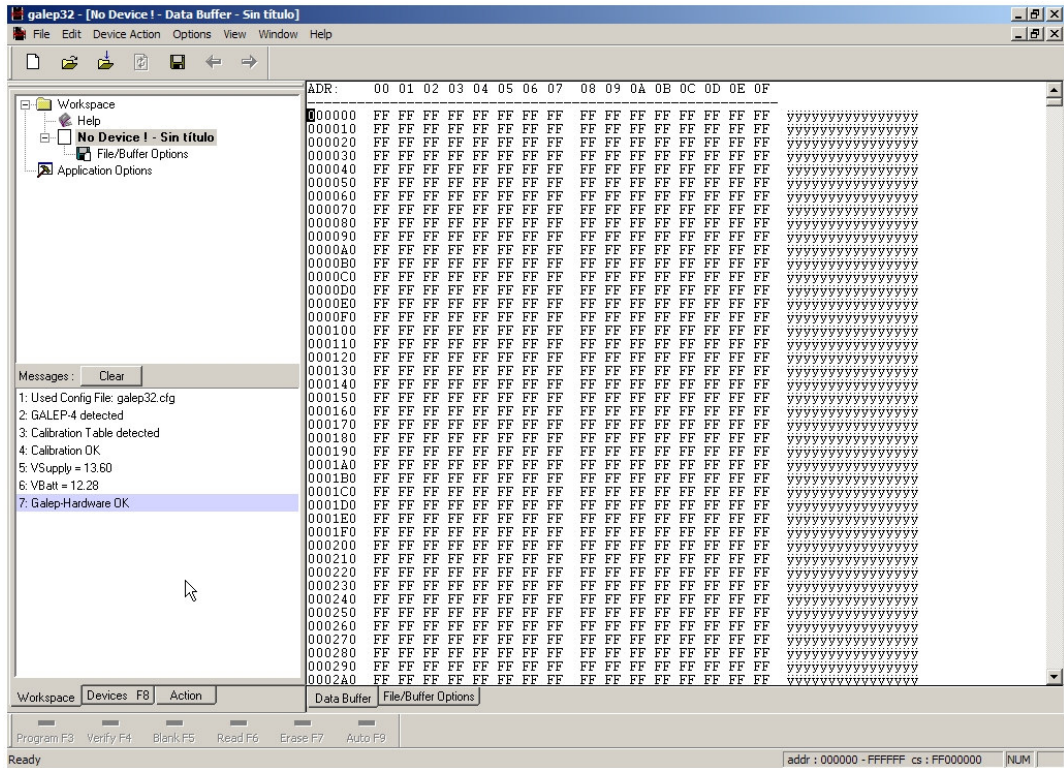 galep32 - [No Device ! - Data Buffer - Sin título]
File Edit Device Action Options View Window Help
Workspace
Help
No Device ! - Sin título
File/Buffer Options
Application Options
Messages : Clear
1: Used Config File: galep32.cfg
2: GALEP-4 detected
3: Calibration Table detected
4: Calibration OK
5: VSupply = 13.60
6: VBatt = 12.28
7: Galep-Hardware OK
Workspace Devices F8 Action
ADR: 00 01 02 03 04 05 06 07 08 09 0A 0B 0C 0D 0E 0F
000000 FF FF FF FF FF FF FF FF FF FF FF FF FF FF FF FF ÿÿÿÿÿÿÿÿÿÿÿÿÿÿÿÿ
000010 FF FF FF FF FF FF FF FF FF FF FF FF FF FF FF FF ÿÿÿÿÿÿÿÿÿÿÿÿÿÿÿÿ
000020 FF FF FF FF FF FF FF FF FF FF FF FF FF FF FF FF ÿÿÿÿÿÿÿÿÿÿÿÿÿÿÿÿ
000030 FF FF FF FF FF FF FF FF FF FF FF FF FF FF FF FF ÿÿÿÿÿÿÿÿÿÿÿÿÿÿÿÿ
000040 FF FF FF FF FF FF FF FF FF FF FF FF FF FF FF FF ÿÿÿÿÿÿÿÿÿÿÿÿÿÿÿÿ
000050 FF FF FF FF FF FF FF FF FF FF FF FF FF FF FF FF ÿÿÿÿÿÿÿÿÿÿÿÿÿÿÿÿ
000060 FF FF FF FF FF FF FF FF FF FF FF FF FF FF FF FF ÿÿÿÿÿÿÿÿÿÿÿÿÿÿÿÿ
000070 FF FF FF FF FF FF FF FF FF FF FF FF FF FF FF FF ÿÿÿÿÿÿÿÿÿÿÿÿÿÿÿÿ
000080 FF FF FF FF FF FF FF FF FF FF FF FF FF FF FF FF ÿÿÿÿÿÿÿÿÿÿÿÿÿÿÿÿ
000090 FF FF FF FF FF FF FF FF FF FF FF FF FF FF FF FF ÿÿÿÿÿÿÿÿÿÿÿÿÿÿÿÿ
0000A0 FF FF FF FF FF FF FF FF FF FF FF FF FF FF FF FF ÿÿÿÿÿÿÿÿÿÿÿÿÿÿÿÿ
0000B0 FF FF FF FF FF FF FF FF FF FF FF FF FF FF FF FF ÿÿÿÿÿÿÿÿÿÿÿÿÿÿÿÿ
0000C0 FF FF FF FF FF FF FF FF FF FF FF FF FF FF FF FF ÿÿÿÿÿÿÿÿÿÿÿÿÿÿÿÿ
0000D0 FF FF FF FF FF FF FF FF FF FF FF FF FF FF FF FF ÿÿÿÿÿÿÿÿÿÿÿÿÿÿÿÿ
0000E0 FF FF FF FF FF FF FF FF FF FF FF FF FF FF FF FF ÿÿÿÿÿÿÿÿÿÿÿÿÿÿÿÿ
0000F0 FF FF FF FF FF FF FF FF FF FF FF FF FF FF FF FF ÿÿÿÿÿÿÿÿÿÿÿÿÿÿÿÿ
000100 FF FF FF FF FF FF FF FF FF FF FF FF FF FF FF FF ÿÿÿÿÿÿÿÿÿÿÿÿÿÿÿÿ
000110 FF FF FF FF FF FF FF FF FF FF FF FF FF FF FF FF ÿÿÿÿÿÿÿÿÿÿÿÿÿÿÿÿ
000120 FF FF FF FF FF FF FF FF FF FF FF FF FF FF FF FF ÿÿÿÿÿÿÿÿÿÿÿÿÿÿÿÿ
000130 FF FF FF FF FF FF FF FF FF FF FF FF FF FF FF FF ÿÿÿÿÿÿÿÿÿÿÿÿÿÿÿÿ
000140 FF FF FF FF FF FF FF FF FF FF FF FF FF FF FF FF ÿÿÿÿÿÿÿÿÿÿÿÿÿÿÿÿ
000150 FF FF FF FF FF FF FF FF FF FF FF FF FF FF FF FF ÿÿÿÿÿÿÿÿÿÿÿÿÿÿÿÿ
000160 FF FF FF FF FF FF FF FF FF FF FF FF FF FF FF FF ÿÿÿÿÿÿÿÿÿÿÿÿÿÿÿÿ
000170 FF FF FF FF FF FF FF FF FF FF FF FF FF FF FF FF ÿÿÿÿÿÿÿÿÿÿÿÿÿÿÿÿ
000180 FF FF FF FF FF FF FF FF FF FF FF FF FF FF FF FF ÿÿÿÿÿÿÿÿÿÿÿÿÿÿÿÿ
000190 FF FF FF FF FF FF FF FF FF FF FF FF FF FF FF FF ÿÿÿÿÿÿÿÿÿÿÿÿÿÿÿÿ
0001A0 FF FF FF FF FF FF FF FF FF FF FF FF FF FF FF FF ÿÿÿÿÿÿÿÿÿÿÿÿÿÿÿÿ
0001B0 FF FF FF FF FF FF FF FF FF FF FF FF FF FF FF FF ÿÿÿÿÿÿÿÿÿÿÿÿÿÿÿÿ
0001C0 FF FF FF FF FF FF FF FF FF FF FF FF FF FF FF FF ÿÿÿÿÿÿÿÿÿÿÿÿÿÿÿÿ
0001D0 FF FF FF FF FF FF FF FF FF FF FF FF FF FF FF FF ÿÿÿÿÿÿÿÿÿÿÿÿÿÿÿÿ
0001E0 FF FF FF FF FF FF FF FF FF FF FF FF FF FF FF FF ÿÿÿÿÿÿÿÿÿÿÿÿÿÿÿÿ
0001F0 FF FF FF FF FF FF FF FF FF FF FF FF FF FF FF FF ÿÿÿÿÿÿÿÿÿÿÿÿÿÿÿÿ
000200 FF FF FF FF FF FF FF FF FF FF FF FF FF FF FF FF ÿÿÿÿÿÿÿÿÿÿÿÿÿÿÿÿ
000210 FF FF FF FF FF FF FF FF FF FF FF FF FF FF FF FF ÿÿÿÿÿÿÿÿÿÿÿÿÿÿÿÿ
000220 FF FF FF FF FF FF FF FF FF FF FF FF FF FF FF FF ÿÿÿÿÿÿÿÿÿÿÿÿÿÿÿÿ
000230 FF FF FF FF FF FF FF FF FF FF FF FF FF FF FF FF ÿÿÿÿÿÿÿÿÿÿÿÿÿÿÿÿ
000240 FF FF FF FF FF FF FF FF FF FF FF FF FF FF FF FF ÿÿÿÿÿÿÿÿÿÿÿÿÿÿÿÿ
000250 FF FF FF FF FF FF FF FF FF FF FF FF FF FF FF FF ÿÿÿÿÿÿÿÿÿÿÿÿÿÿÿÿ
000260 FF FF FF FF FF FF FF FF FF FF FF FF FF FF FF FF ÿÿÿÿÿÿÿÿÿÿÿÿÿÿÿÿ
000270 FF FF FF FF FF FF FF FF FF FF FF FF FF FF FF FF ÿÿÿÿÿÿÿÿÿÿÿÿÿÿÿÿ
000280 FF FF FF FF FF FF FF FF FF FF FF FF FF FF FF FF ÿÿÿÿÿÿÿÿÿÿÿÿÿÿÿÿ
000290 FF FF FF FF FF FF FF FF FF FF FF FF FF FF FF FF ÿÿÿÿÿÿÿÿÿÿÿÿÿÿÿÿ
0002A0 FF FF FF FF FF FF FF FF FF FF FF FF FF FF FF FF ÿÿÿÿÿÿÿÿÿÿÿÿÿÿÿÿ
Data Buffer File/Buffer Options
Program F3 Verify F4 Blank F5 Read F6 Erase F7 Auto F9
Ready addr : 000000 - FFFFFF cs : FF000000 NUM